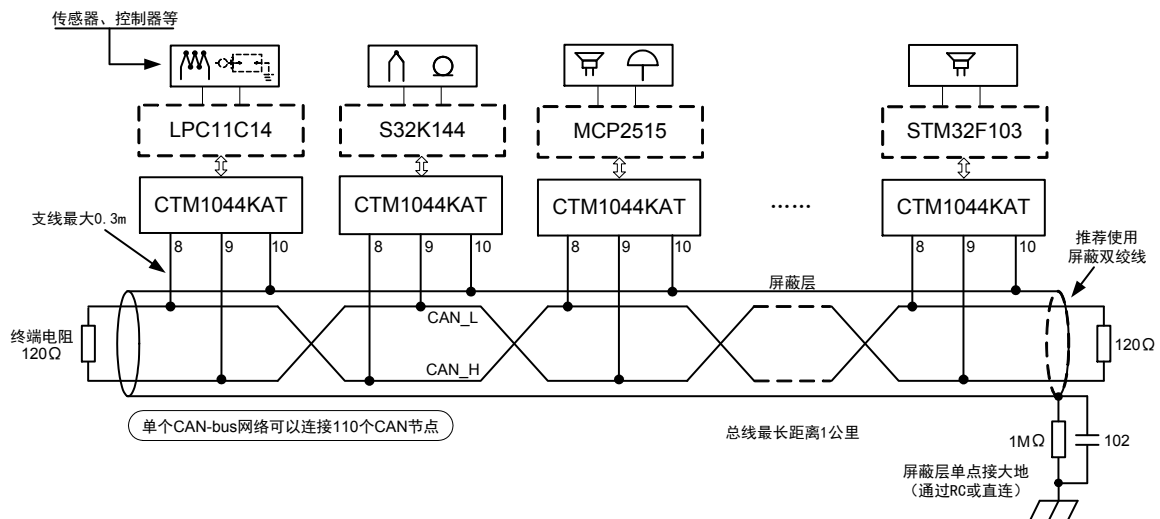 传感器、控制器等
LPC11C14
S32K144
MCP2515
STM32F103
CTM1044KAT
CTM1044KAT
CTM1044KAT
……
CTM1044KAT
支线最大0.3m
8 9 10
8 9 10
8 9 10
8 9 10
推荐使用
屏蔽双绞线
屏蔽层
CAN_L
终端电阻
120Ω
120Ω
CAN_H
单个CAN-bus网络可以连接110个CAN节点
总线最长距离1公里
1MΩ
102
屏蔽层单点接大地
（通过RC或直连）